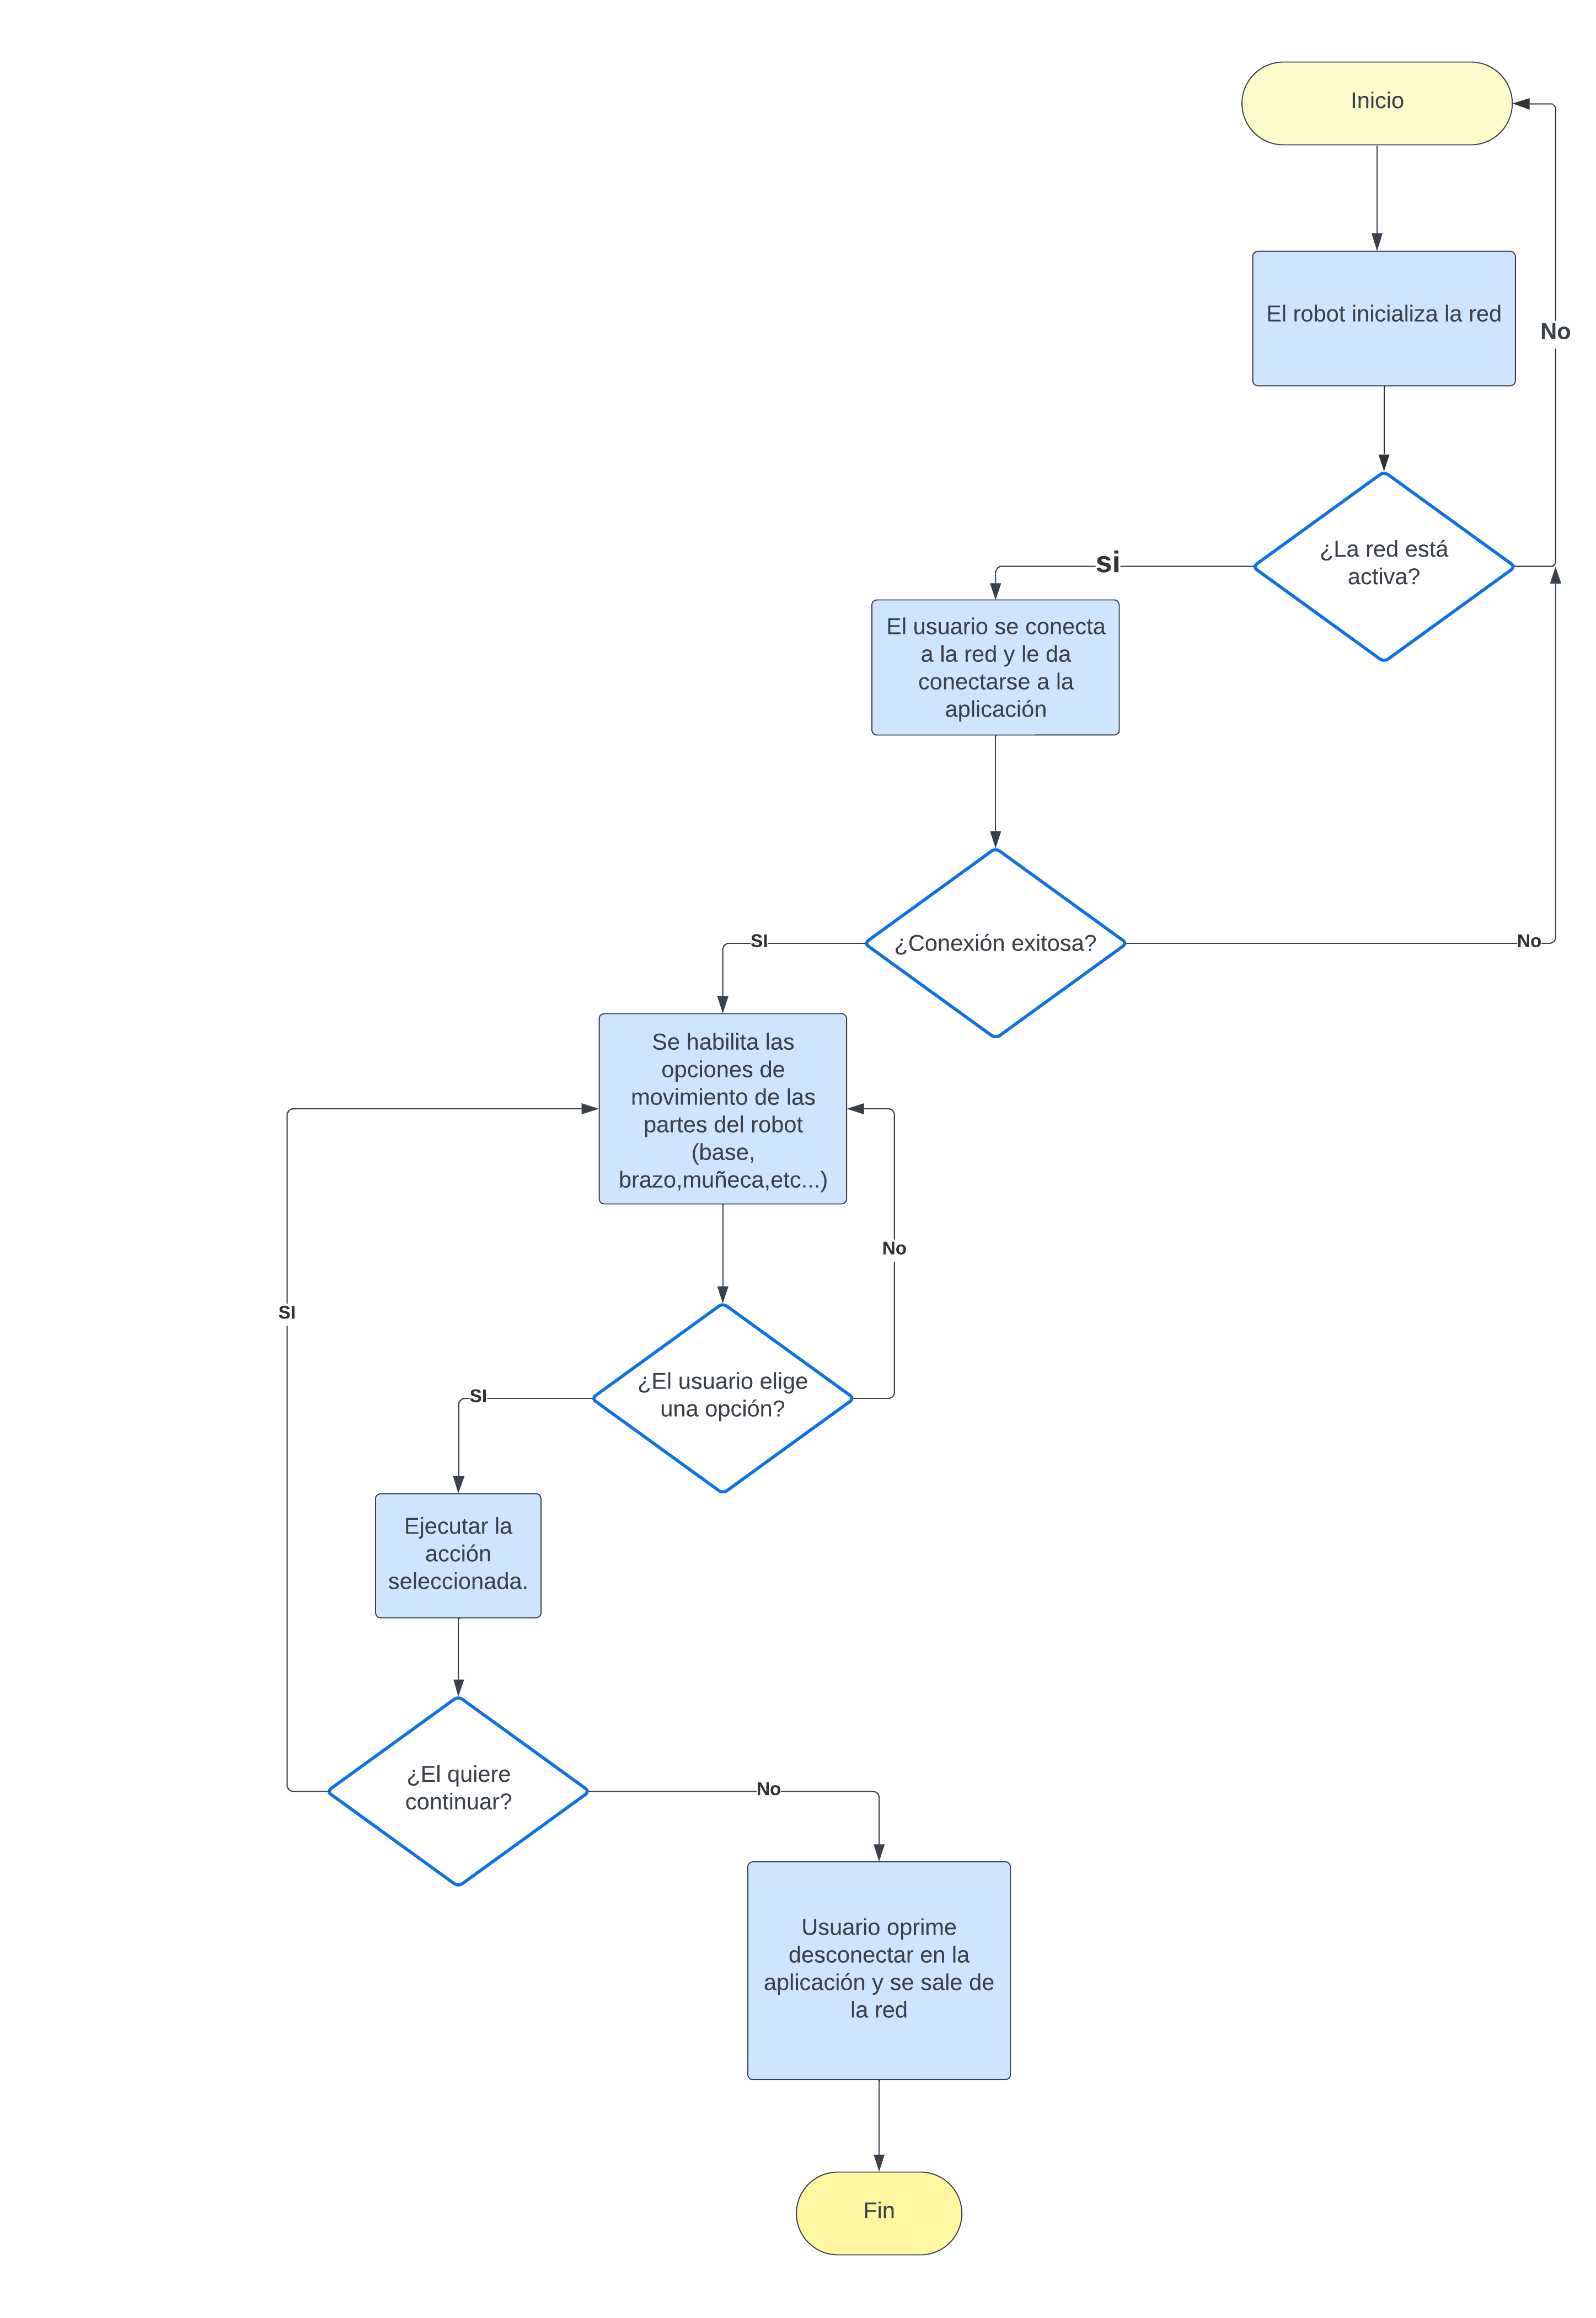 Inicio
El robot inicializa la red
No
¿La red está
activa?
si
El usuario se conecta
a la red y le da
conectarse a la
aplicación
¿Conexión exitosa?
SI
No
Se habilita las
opciones de
movimiento de las
partes del robot
(base,
brazo,muñeca,etc...)
No
SI
¿El usuario elige
una opción?
SI
Ejecutar la
acción
seleccionada.
¿El quiere
continuar?
No
Usuario oprime
desconectar en la
aplicación y se sale de
la red
Fin